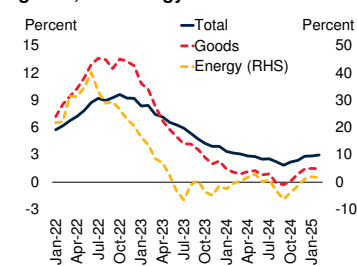 Percent
Total
Percent
Goods
Energy (RHS)
15
12
9
6
3
0
-3
50
40
30
20
10
0
-10
Jan-22
Apr-22
Jul-22
Oct-22
Jan-23
Apr-23
Jul-23
Oct-23
Jan-24
Apr-24
Jul-24
Oct-24
Jan-25